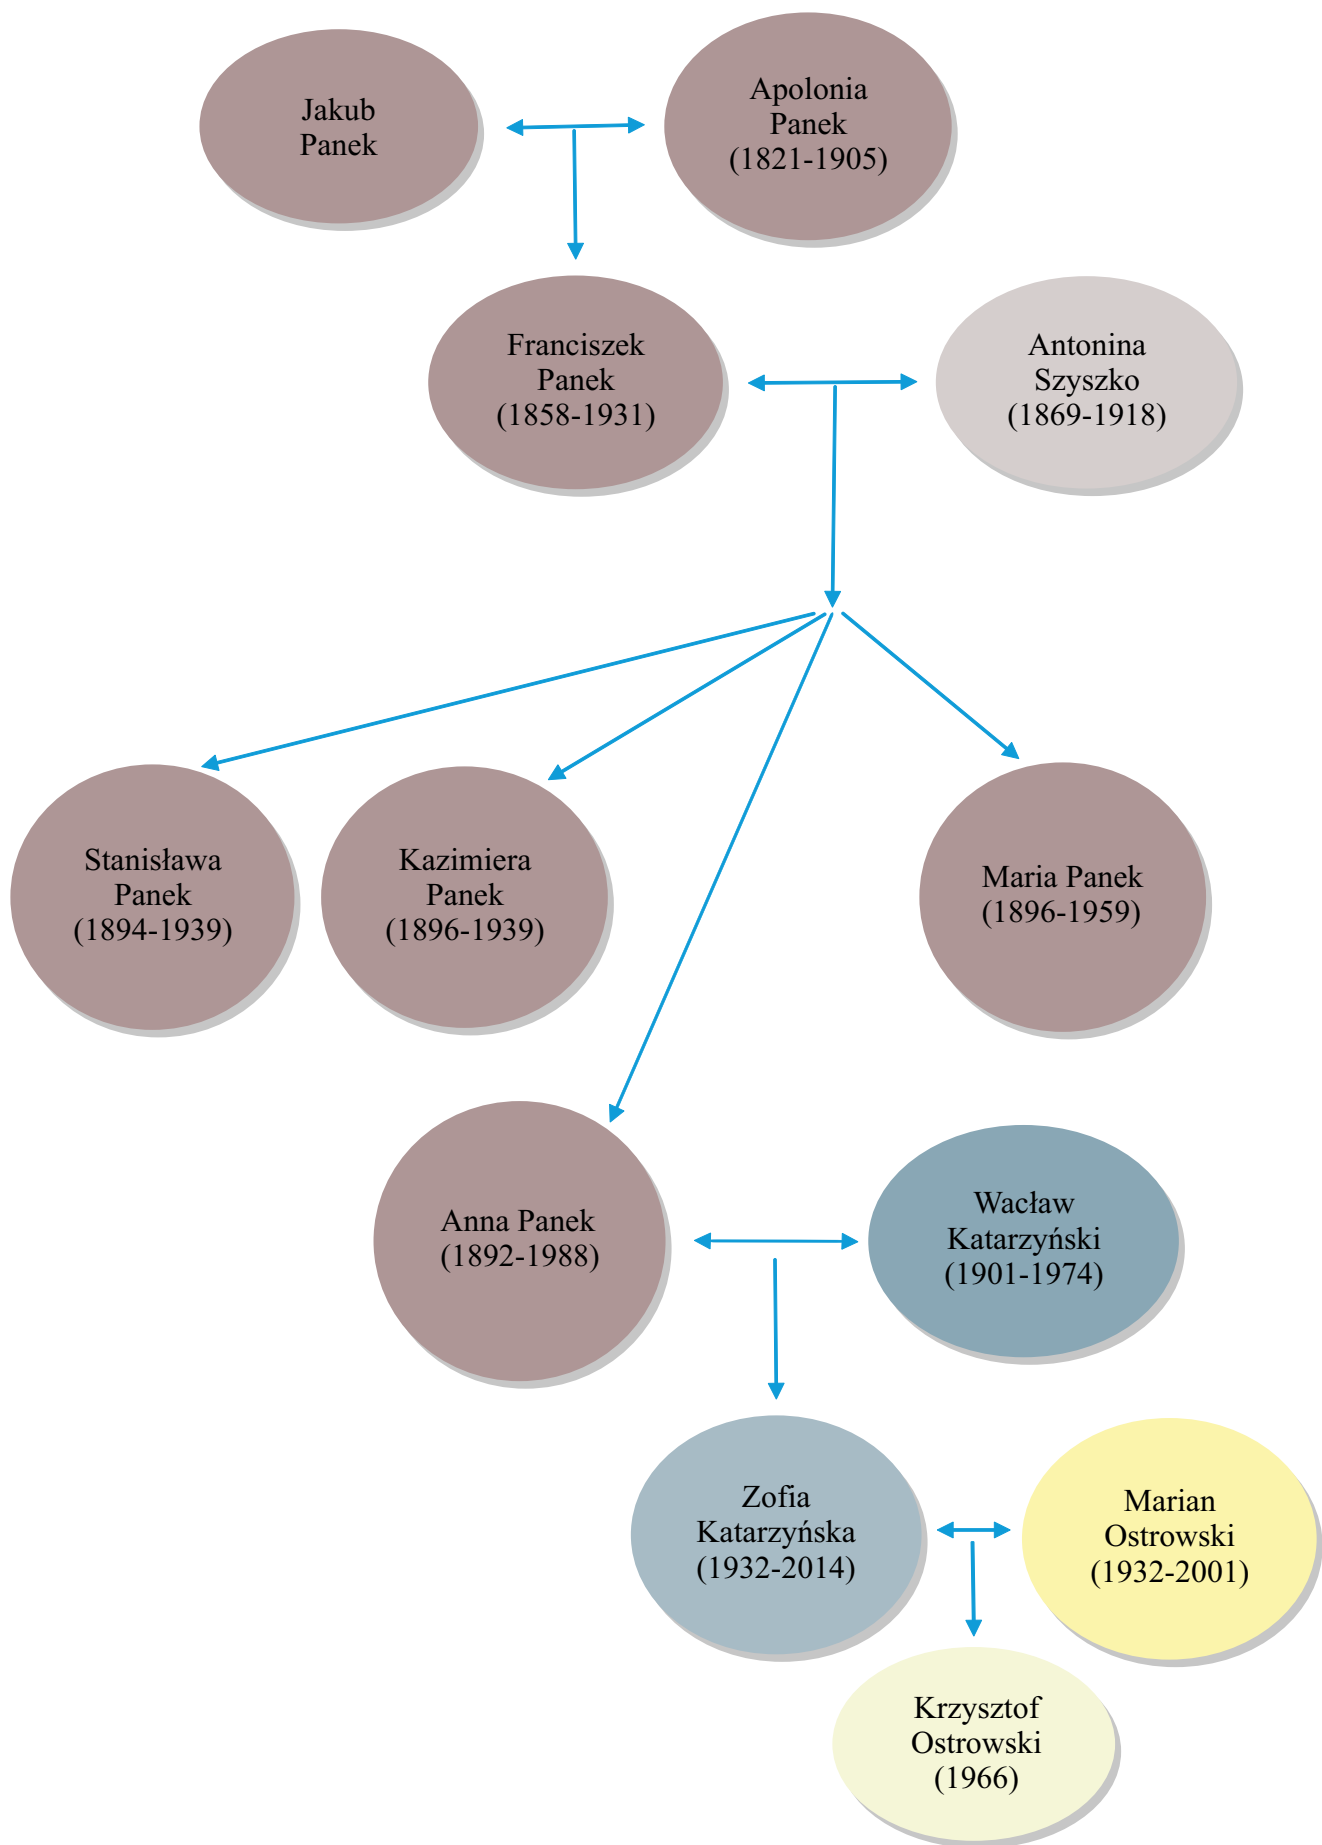 Jakub
Panek
Apolonia
Panek
(1821-1905)
Franciszek
Panek
(1858-1931)
Antonina
Szyszko
(1869-1918)
Stanisława
Panek
(1894-1939)
Kazimiera
Panek
(1896-1939)
Maria Panek
(1896-1959)
Anna Panek
(1892-1988)
Wacław
Katarzyński
(1901-1974)
Zofia
Katarzyńska
(1932-2014)
Marian
Ostrowski
(1932-2001)
Krzysztof
Ostrowski
(1966)